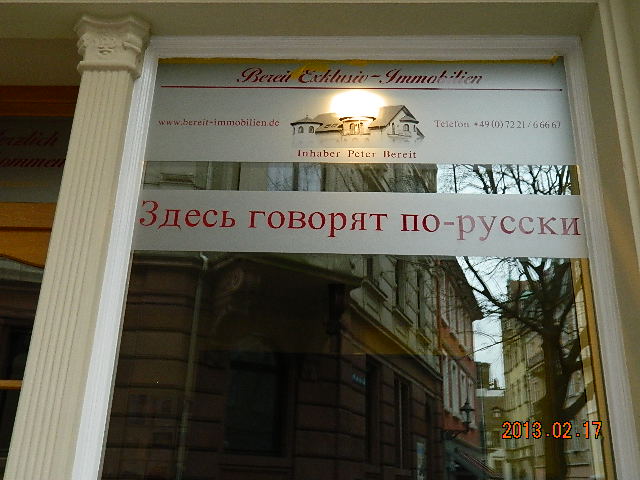 Bereit Exklusiv-Immobilien
www.bereit-immobilien.de
Telefon +49(0)7221/66667
Inhaber Peter Bereit
Здесь говорят по-русски
2013.02.17